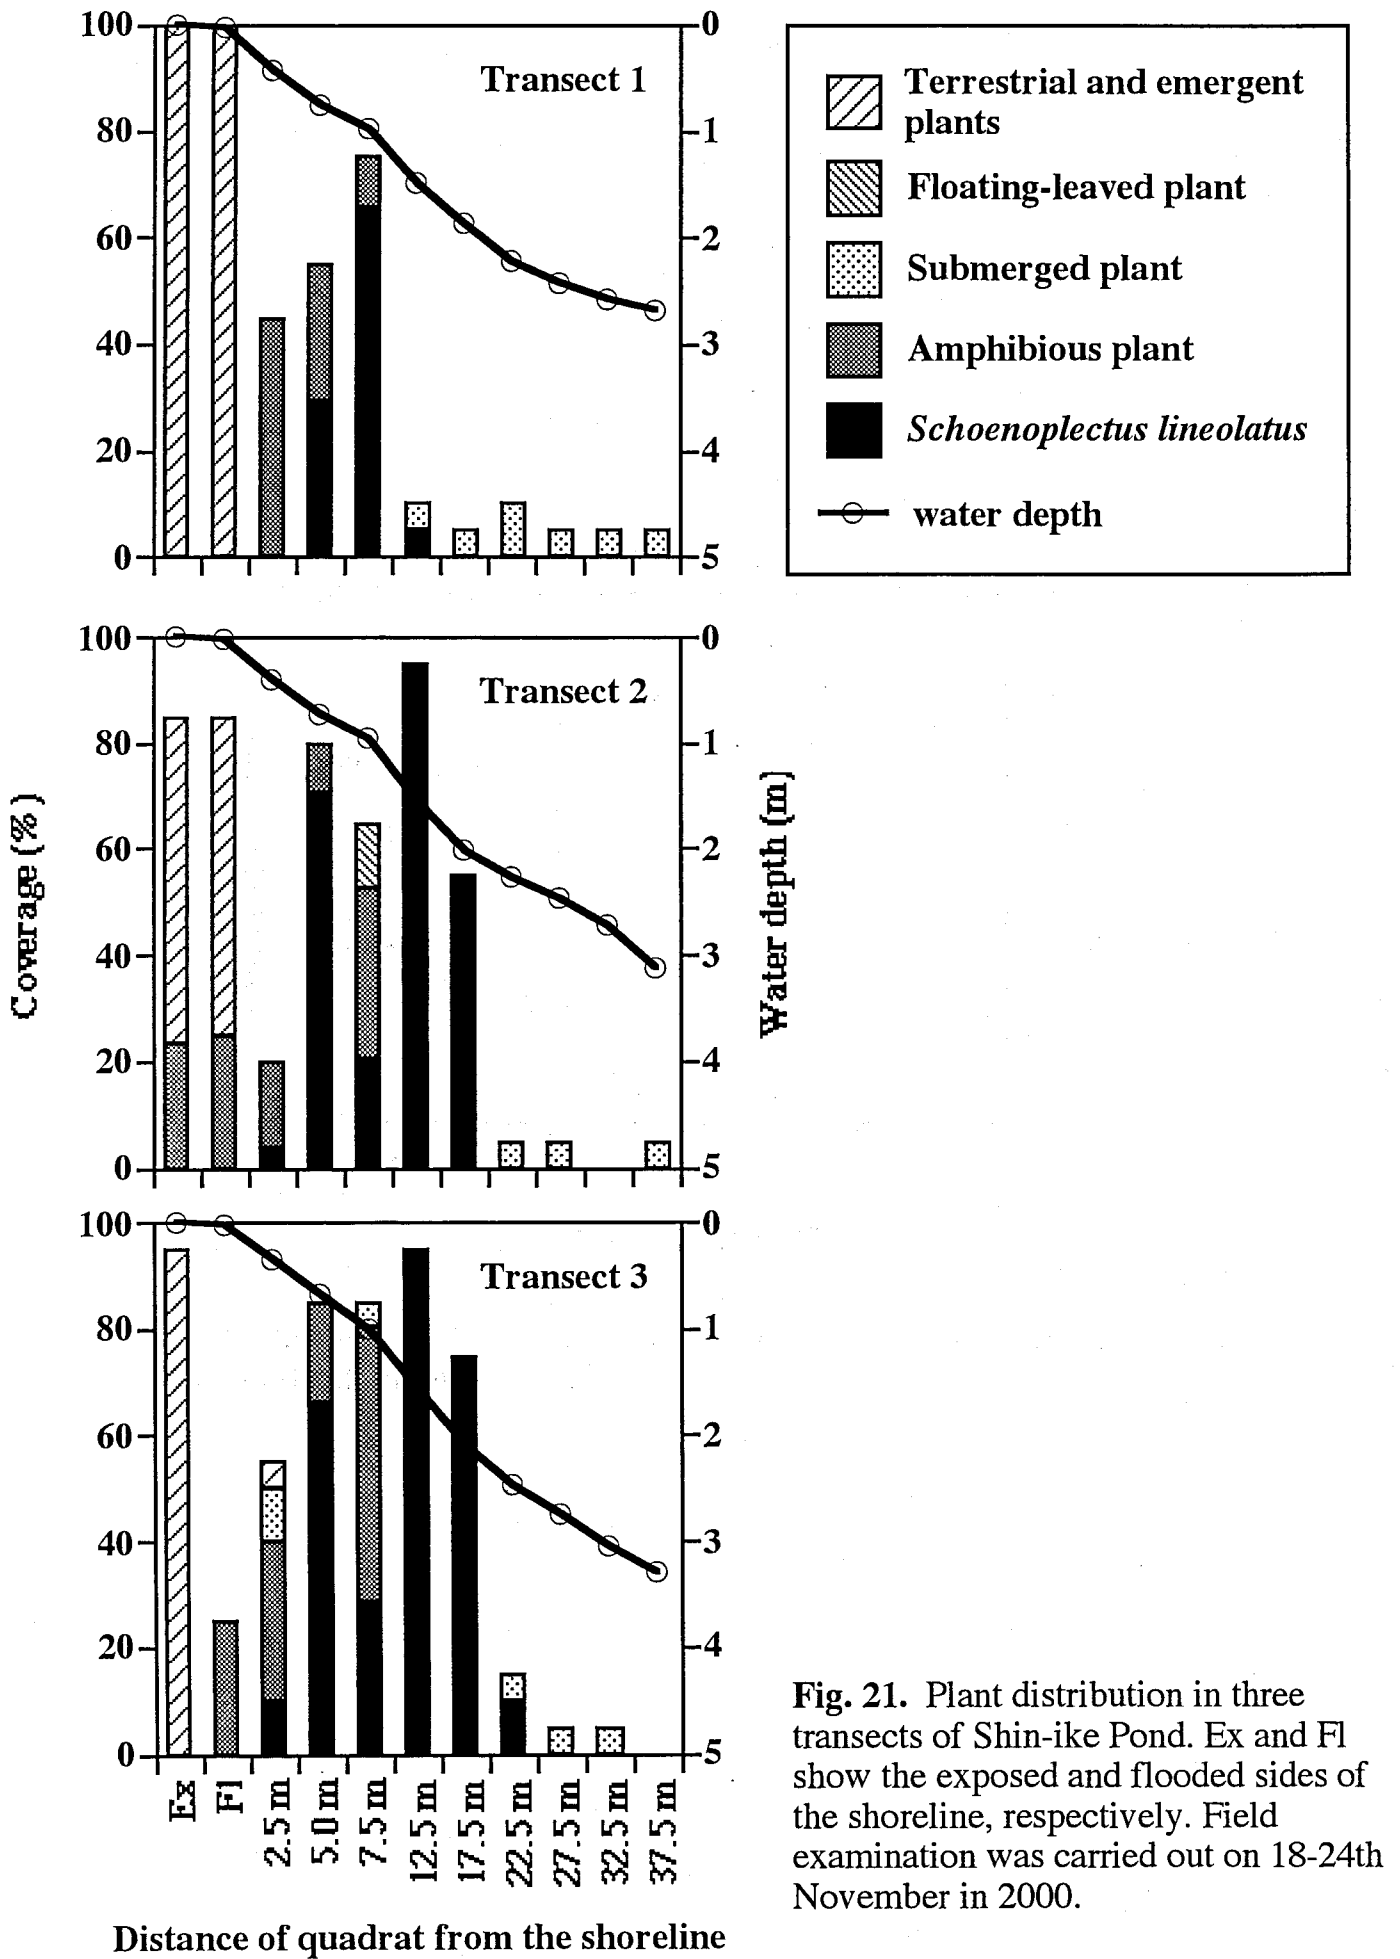 100
80
60
40
20
0
Transect 1
0
1
2
3
4
5
Terrestrial and emergent
plants
Floating-leaved plant
Submerged plant
Amphibious plant
Schoenoplectus lineolatus
water depth
100
80
60
40
20
0
Transect 2
0
1
2
3
4
5
Coverage (%)
Water depth (m)
100
80
60
40
20
0
Transect 3
0
1
2
3
4
5
Ex
Fl
2.5 m
5.0 m
7.5 m
12.5 m
17.5 m
22.5 m
27.5 m
32.5 m
37.5 m
Distance of quadrat from the shoreline
Fig. 21. Plant distribution in three
transects of Shin-ike Pond. Ex and Fl
show the exposed and flooded sides of
the shoreline, respectively. Field
examination was carried out on 18-24th
November in 2000.